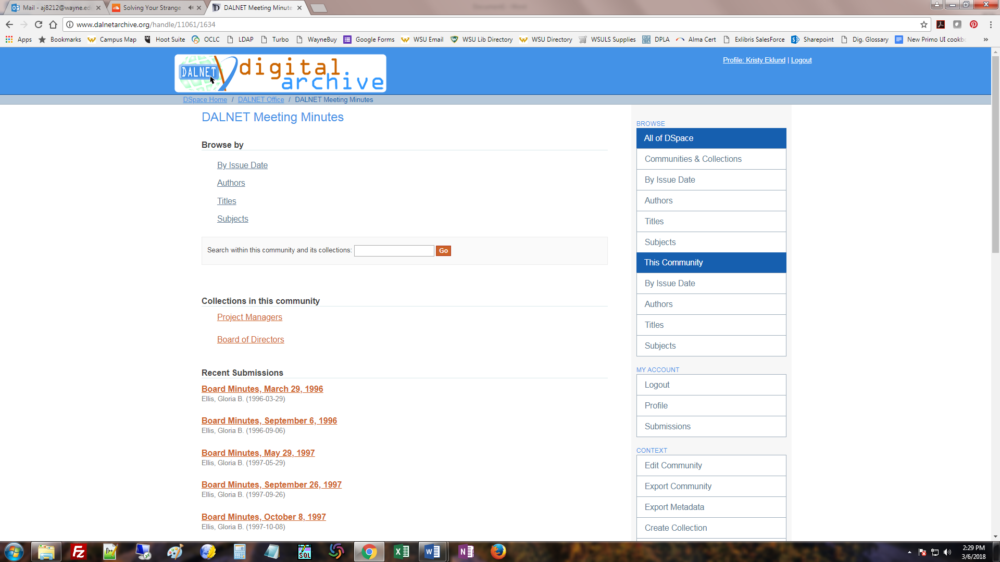 Mail - aj8212@wayne.ed
Solving Your Strange
DALNET Meeting Minute
www.dalnetarchive.org/handle/11061/1634
Apps
Bookmarks
Campus Map
Hoot Suite
OCLC
LDAP
Turbo
WayneBuy
Google Forms
WSU Email
WSU Lib Directory
WSU Directory
WSULS Supplies
DPLA
Alma Cert
Exlibris SalesForce
Sharepoint
Dig. Glossary
New Primo UI cookb
DALNET digital archive
Profile: Kristy Eklund | Logout
DSpace Home / DALNET Office / DALNET Meeting Minutes
DALNET Meeting Minutes
Browse by
By Issue Date
Authors
Titles
Subjects
Search within this community and its collections: Go
Collections in this community
Project Managers
Board of Directors
Recent Submissions
Board Minutes, March 29, 1996
Ellis, Gloria B. (1996-03-29)
Board Minutes, September 6, 1996
Ellis, Gloria B. (1996-09-06)
Board Minutes, May 29, 1997
Ellis, Gloria B. (1997-05-29)
Board Minutes, September 26, 1997
Ellis, Gloria B. (1997-09-26)
Board Minutes, October 8, 1997
Ellis, Gloria B. (1997-10-08)
BROWSE
All of DSpace
Communities & Collections
By Issue Date
Authors
Titles
Subjects
This Community
By Issue Date
Authors
Titles
Subjects
MY ACCOUNT
Logout
Profile
Submissions
CONTEXT
Edit Community
Export Community
Export Metadata
Create Collection
2:29 PM
3/6/2018